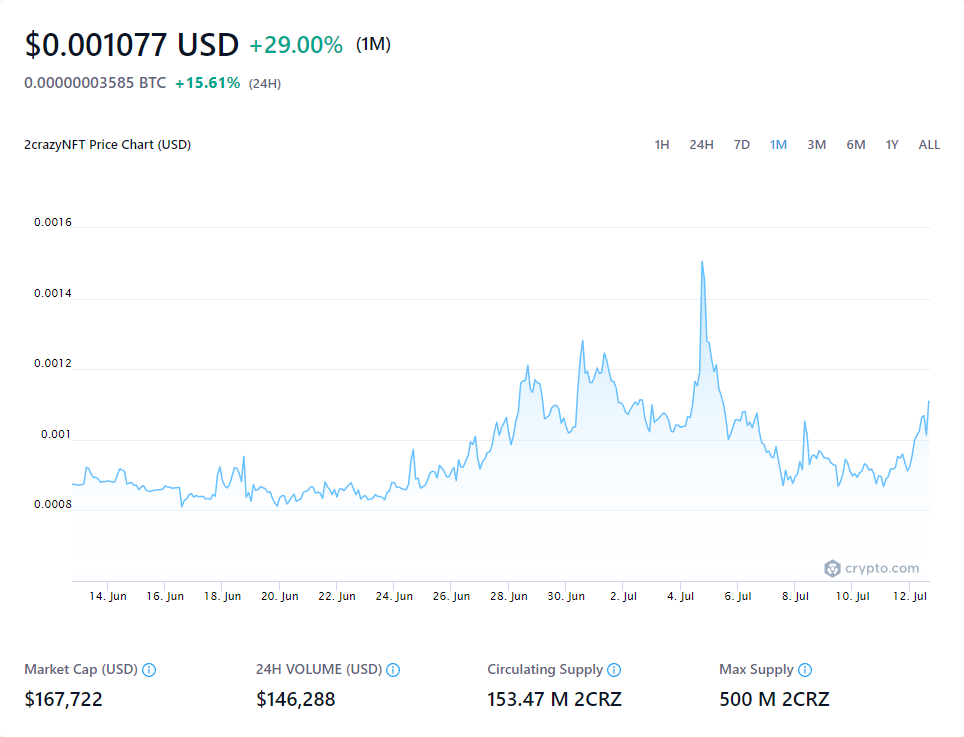 $0.001077 USD +29.00% (1M)
0.00000003585 BTC +15.61% (24H)
2crazyNFT Price Chart (USD) 1H 24H 7D 1M 3M 6M 1Y ALL
0.0016
0.0014
0.0012
0.001
0.0008
crypto.com
14. Jun 16. Jun 18. Jun 20. Jun 22. Jun 24. Jun 26. Jun 28. Jun 30. Jun 2. Jul 4. Jul 6. Jul 8. Jul 10. Jul 12. Jul
Market Cap (USD) 24H VOLUME (USD) Circulating Supply Max Supply
$167,722 $146,288 153.47 M 2CRZ 500 M 2CRZ